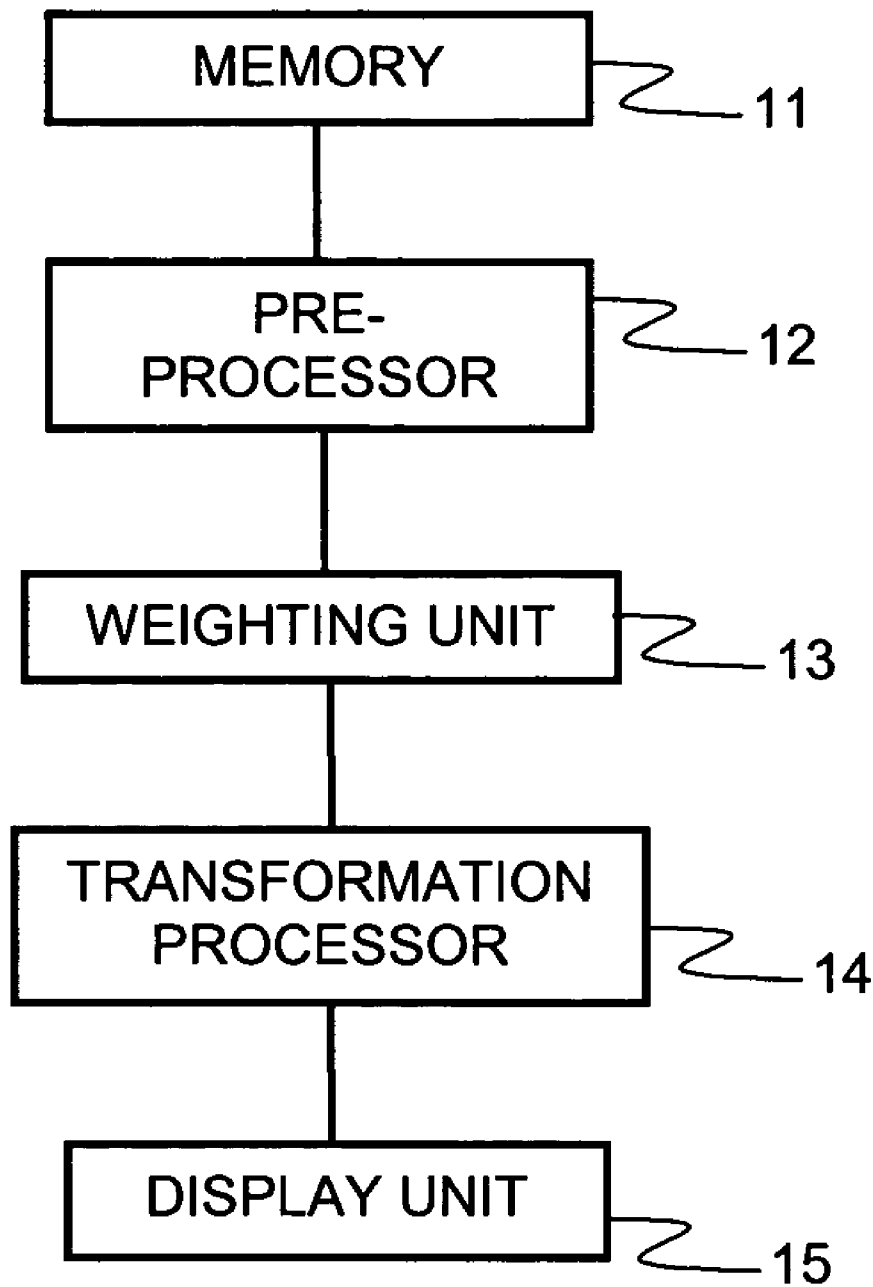 MEMORY
11
PRE-
PROCESSOR
12
WEIGHTING UNIT
13
TRANSFORMATION
PROCESSOR
14
DISPLAY UNIT
15